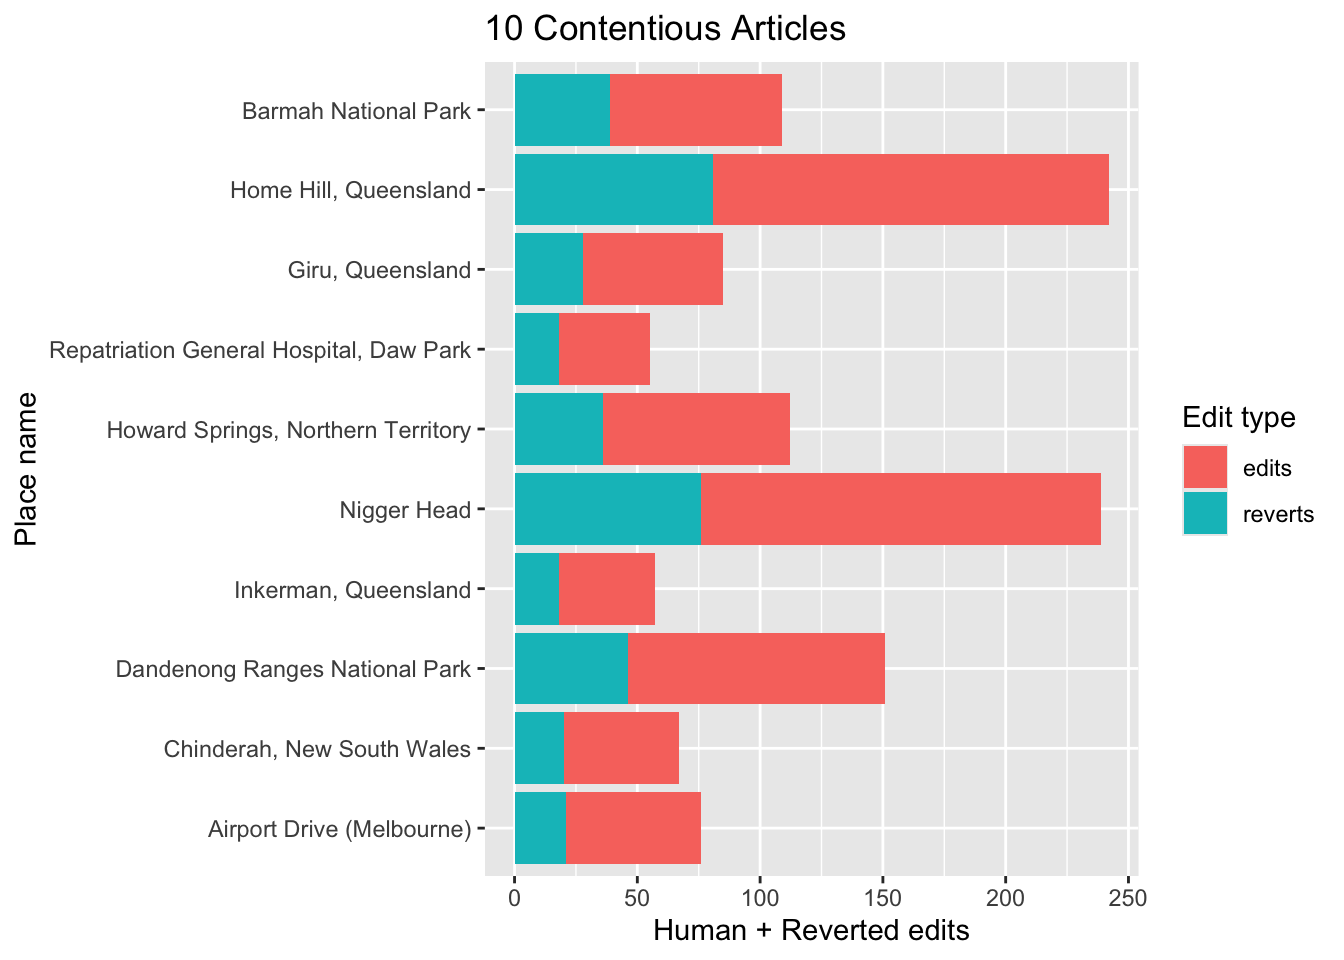 10 Contentious Articles
Barmah National Park
Home Hill, Queensland
Giru, Queensland
Repatriation General Hospital, Daw Park
Howard Springs, Northern Territory
Nigger Head
Inkerman, Queensland
Dandenong Ranges National Park
Chinderah, New South Wales
Airport Drive (Melbourne)
Place name
0 50 100 150 200 250
Human + Reverted edits
Edit type
edits
reverts